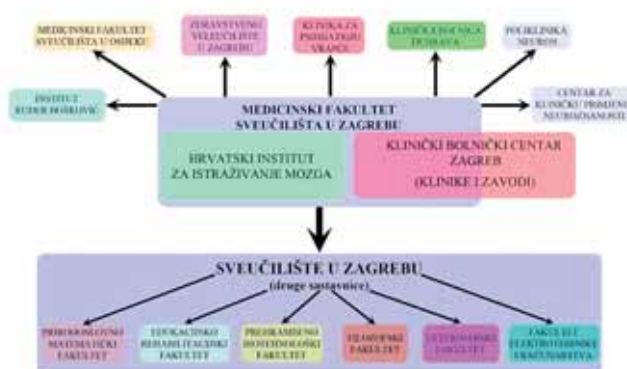 MEDICINSKI FAKULTET
SVEUČILIŠTA U OSIJEKU
ZDRAVSTVENO
VELEUČILIŠTE
U ZAGREBU
KLINIKA ZA
PSIHIJATRIJU
VRAPČE
KLINIČKA BOLNICA
DUBRAVA
POLIKLINIKA
NEURON
INSTITUT
RUĐER BOŠKOVIĆ
CENTAR ZA
KLINIČKU PRIMJENU
NEUROZNANOSTI
MEDICINSKI FAKULTET
SVEUČILIŠTA U ZAGREBU
HRVATSKI INSTITUT
ZA ISTRAŽIVANJE MOZGA
KLINIČKI BOLNIČKI CENTAR
ZAGREB
(KLINIKE I ZAVODI)
SVEUČILIŠTE U ZAGREBU
(druge sastavnice)
PRIRODOSLOVNO
MATEMATIČKI
FAKULTET
EDUKACIJSKO
REHABILITACIJSKI
FAKULTET
PREHRAMBENO
BIOTEHNOLOŠKI
FAKULTET
FILOZOFSKI
FAKULTET
VETERINARSKI
FAKULTET
FAKULTET
ELEKTROTEHNIKE
I RAČUNARSTVA